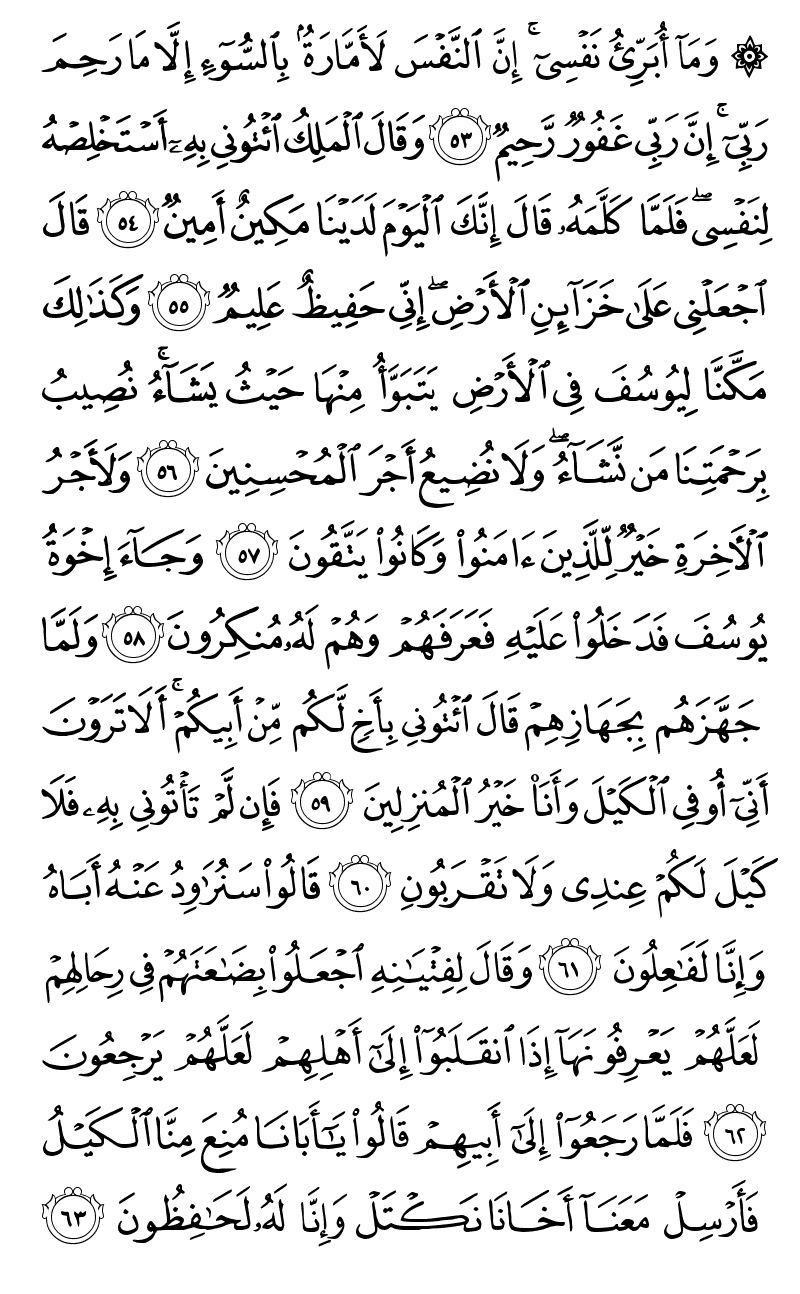 ۞ وَمَآ أُبَرِّئُ نَفْسِىٓ ۚ إِنَّ ٱلنَّفْسَ لَأَمَّارَةٌۢ بِٱلسُّوٓءِ إِلَّا مَا رَحِمَ
رَبِّىٓ ۚ إِنَّ رَبِّى غَفُورٌ رَّحِيمٌ ٥٣ وَقَالَ ٱلْمَلِكُ ٱئْتُونِى بِهِۦٓ أَسْتَخْلِصْهُ
لِنَفْسِى ۖ فَلَمَّا كَلَّمَهُۥ قَالَ إِنَّكَ ٱلْيَوْمَ لَدَيْنَا مَكِينٌ أَمِينٌ ٥٤ قَالَ
ٱجْعَلْنِى عَلَىٰ خَزَآئِنِ ٱلْأَرْضِ ۖ إِنِّى حَفِيظٌ عَلِيمٌ ٥٥ وَكَذَٰلِكَ
مَكَّنَّا لِيُوسُفَ فِى ٱلْأَرْضِ يَتَبَوَّأُ مِنْهَا حَيْثُ يَشَآءُ ۚ نُصِيبُ
بِرَحْمَتِنَا مَن نَّشَآءُ ۖ وَلَا نُضِيعُ أَجْرَ ٱلْمُحْسِنِينَ ٥٦ وَلَأَجْرُ
ٱلْـَٔاخِرَةِ خَيْرٌ لِّلَّذِينَ ءَامَنُوا۟ وَكَانُوا۟ يَتَّقُونَ ٥٧ وَجَآءَ إِخْوَةُ
يُوسُفَ فَدَخَلُوا۟ عَلَيْهِ فَعَرَفَهُمْ وَهُمْ لَهُۥ مُنكِرُونَ ٥٨ وَلَمَّا
جَهَّزَهُم بِجَهَازِهِمْ قَالَ ٱئْتُونِى بِأَخٍ لَّكُم مِّنْ أَبِيكُمْ ۚ أَلَا تَرَوْنَ
أَنِّىٓ أُوفِى ٱلْكَيْلَ وَأَنَا۠ خَيْرُ ٱلْمُنزِلِينَ ٥٩ فَإِن لَّمْ تَأْتُونِى بِهِۦ فَلَا
كَيْلَ لَكُمْ عِندِى وَلَا تَقْرَبُونِ ٦٠ قَالُوا۟ سَنُرَٰوِدُ عَنْهُ أَبَاهُ
وَإِنَّا لَفَٰعِلُونَ ٦١ وَقَالَ لِفِتْيَٰنِهِ ٱجْعَلُوا۟ بِضَٰعَتَهُمْ فِى رِحَالِهِمْ
لَعَلَّهُمْ يَعْرِفُونَهَآ إِذَا ٱنقَلَبُوٓا۟ إِلَىٰٓ أَهْلِهِمْ لَعَلَّهُمْ يَرْجِعُونَ
٦٢ فَلَمَّا رَجَعُوٓا۟ إِلَىٰٓ أَبِيهِمْ قَالُوا۟ يَٰٓأَبَانَا مُنِعَ مِنَّا ٱلْكَيْلُ
فَأَرْسِلْ مَعَنَآ أَخَانَا نَكْتَلْ وَإِنَّا لَهُۥ لَحَٰفِظُونَ ٦٣